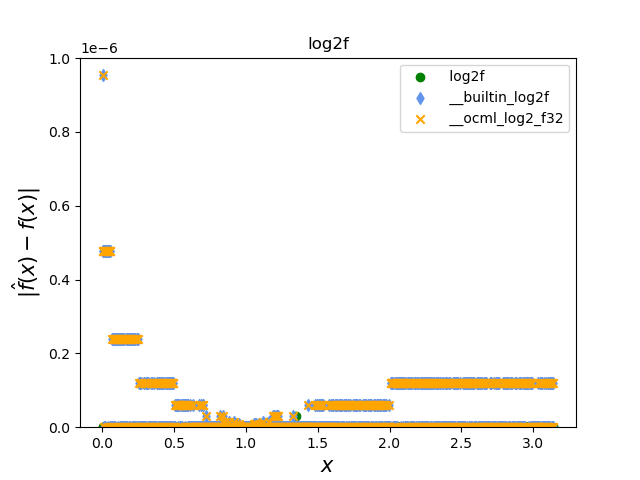 log2f
1e−6
1.0
0.8
0.6
0.4
0.2
0.0
|f̂(x) − f(x)|
log2f
__builtin_log2f
__ocml_log2_f32
0.0 0.5 1.0 1.5 2.0 2.5 3.0
x